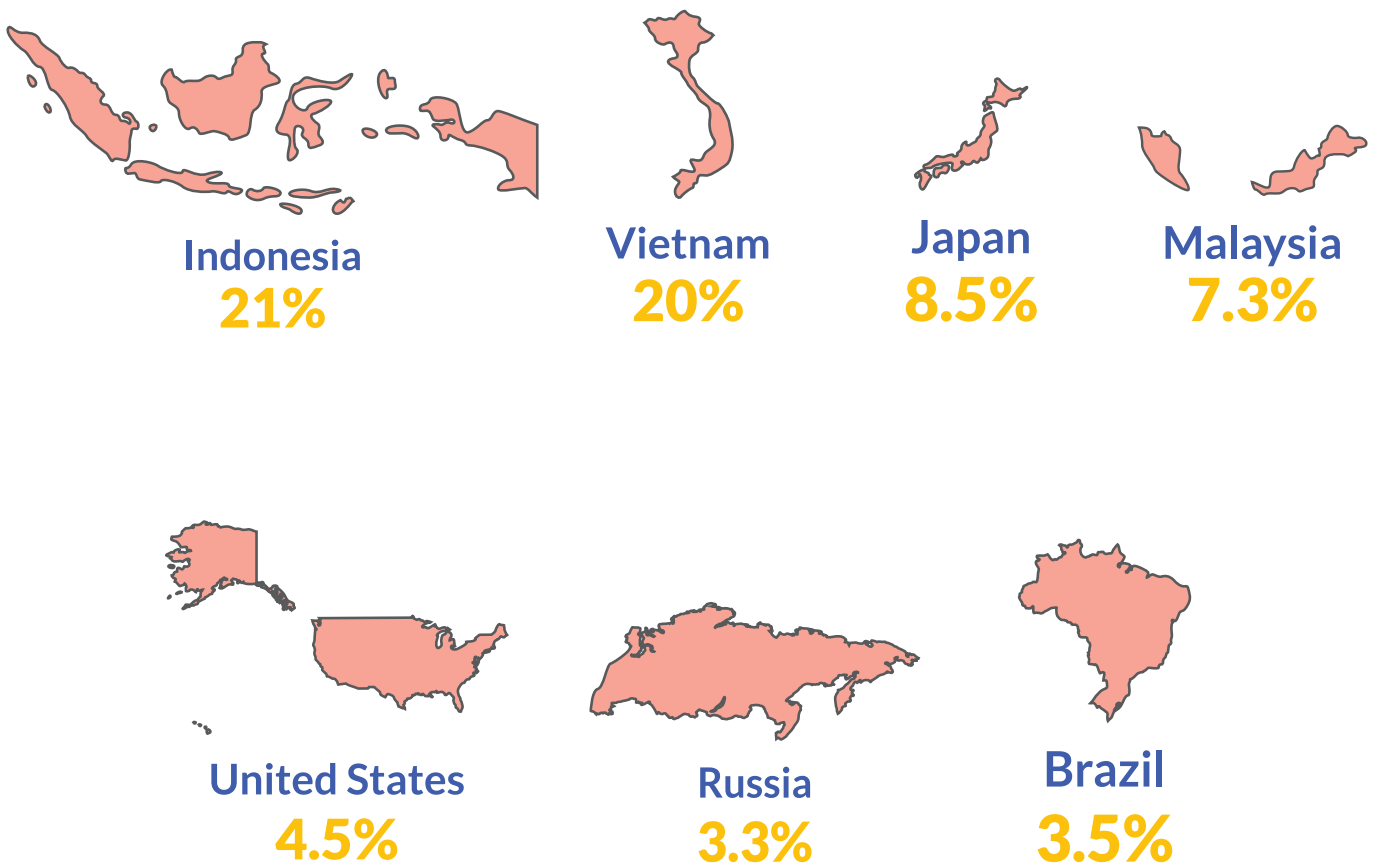 Indonesia
21%
Vietnam
20%
Japan
8.5%
Malaysia
7.3%
United States
4.5%
Russia
3.3%
Brazil
3.5%